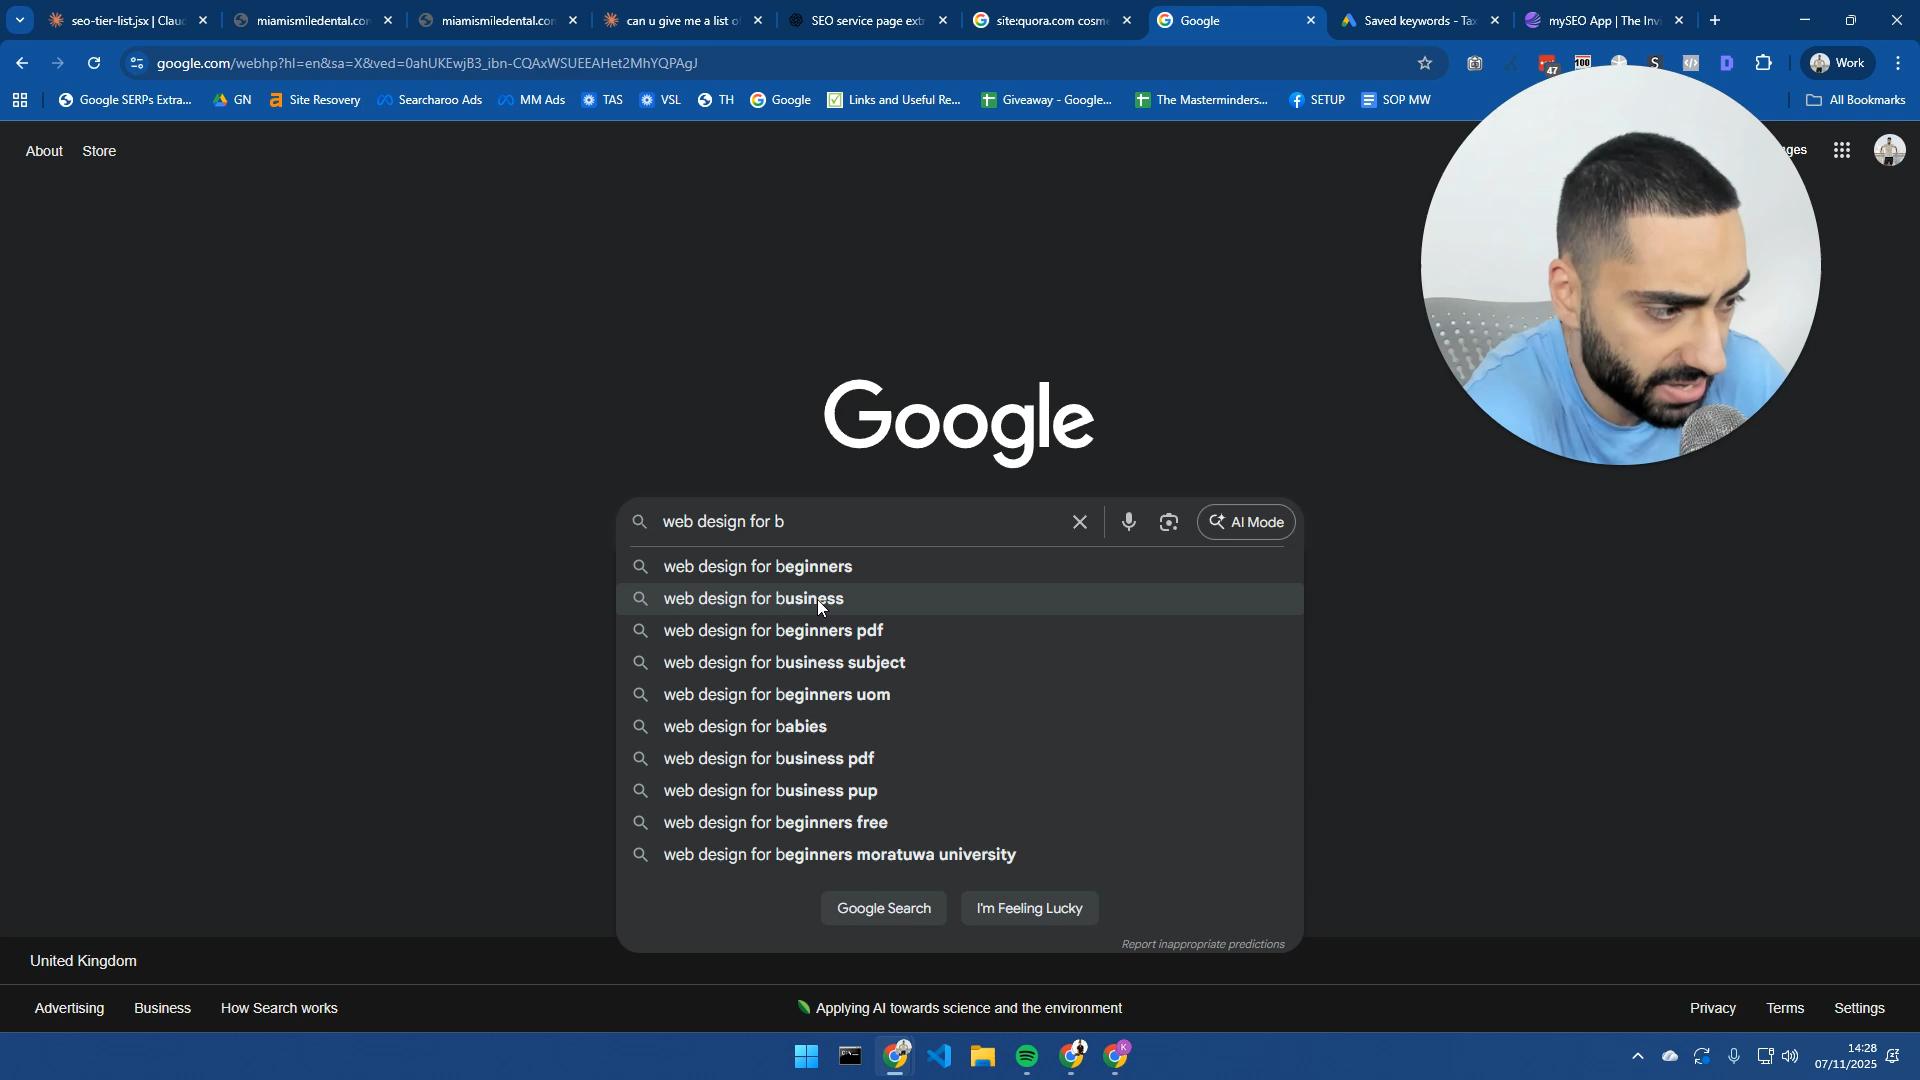 seo-tier-list.jsx | Clau
miamismiledental.co
miamismiledental.co
can u give me a list o
SEO service page extr
site:quora.com cosme
Google
Saved keywords - Tax
mySEO App | The Inv
google.com/webhp?hl=en&sa=X&ved=0ahUKEwjB3_ibn-CQAxWSUEEAHet2MhYQPAgJ
47
100
S
D
Work
Google SERPs Extra...
GN
Site Recovery
Searcharoo Ads
MM Ads
TAS
VSL
TH
Google
Links and Useful Re...
Giveaway - Google...
The Masterminders...
SETUP
SOP MW
All Bookmarks
About
Store
ges
Google
web design for b
AI Mode
web design for beginners
web design for business
web design for beginners pdf
web design for business subject
web design for beginners uom
web design for babies
web design for business pdf
web design for business pup
web design for beginners free
web design for beginners moratuwa university
Google Search
I'm Feeling Lucky
Report inappropriate predictions
United Kingdom
Advertising
Business
How Search works
Applying AI towards science and the environment
Privacy
Terms
Settings
K
14:28
07/11/2025